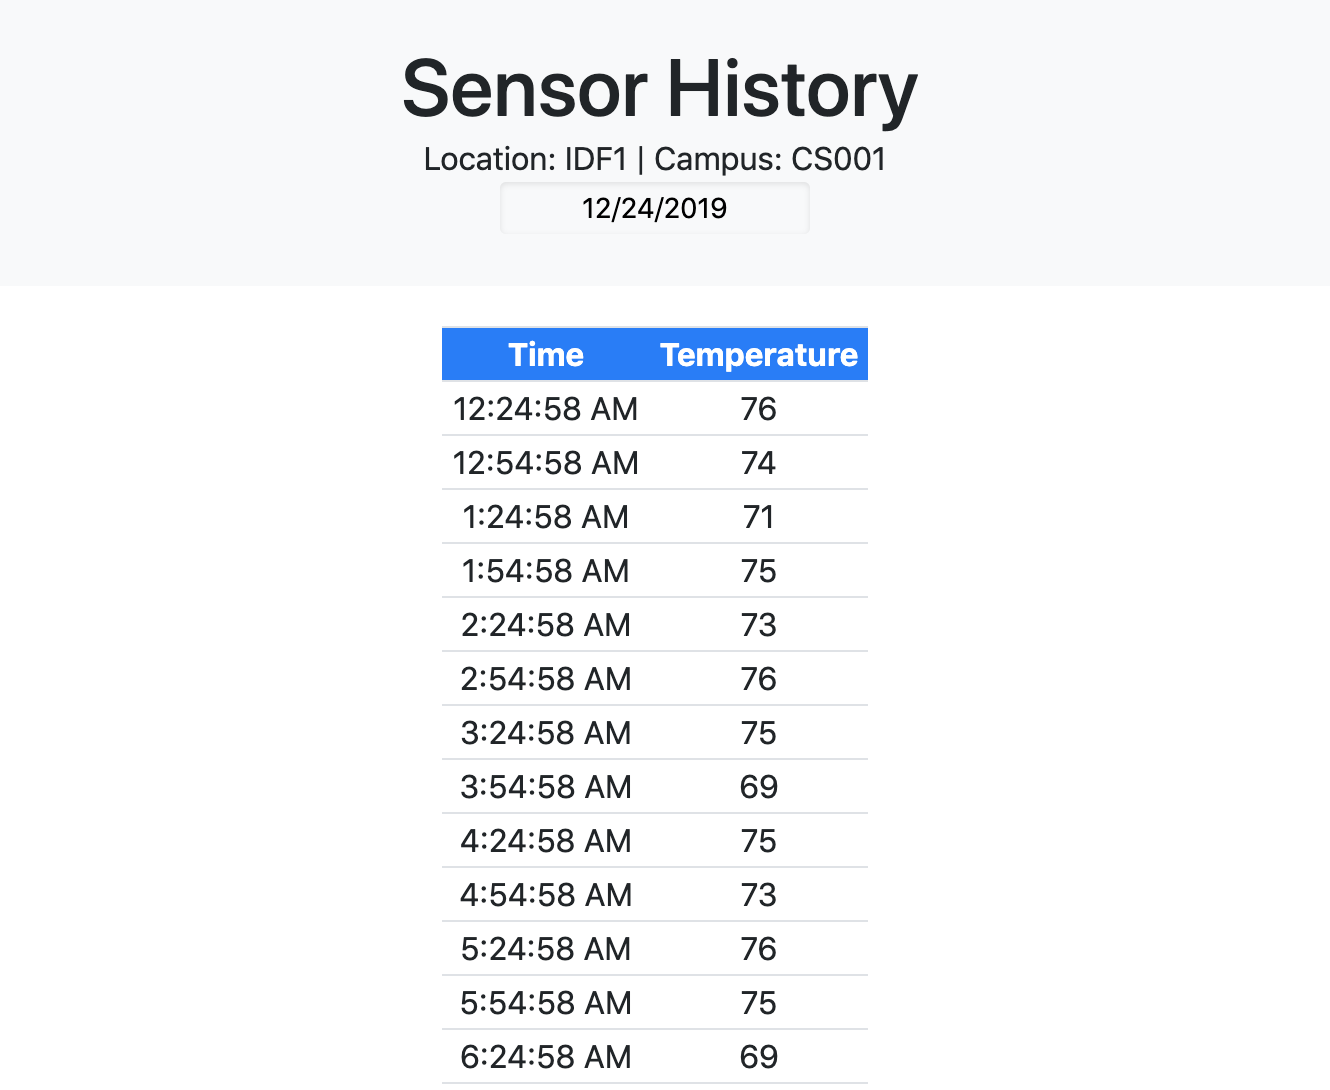 Sensor History
Location: IDF1 | Campus: CS001
12/24/2019
Time Temperature
12:24:58 AM 76
12:54:58 AM 74
1:24:58 AM 71
1:54:58 AM 75
2:24:58 AM 73
2:54:58 AM 76
3:24:58 AM 75
3:54:58 AM 69
4:24:58 AM 75
4:54:58 AM 73
5:24:58 AM 76
5:54:58 AM 75
6:24:58 AM 69